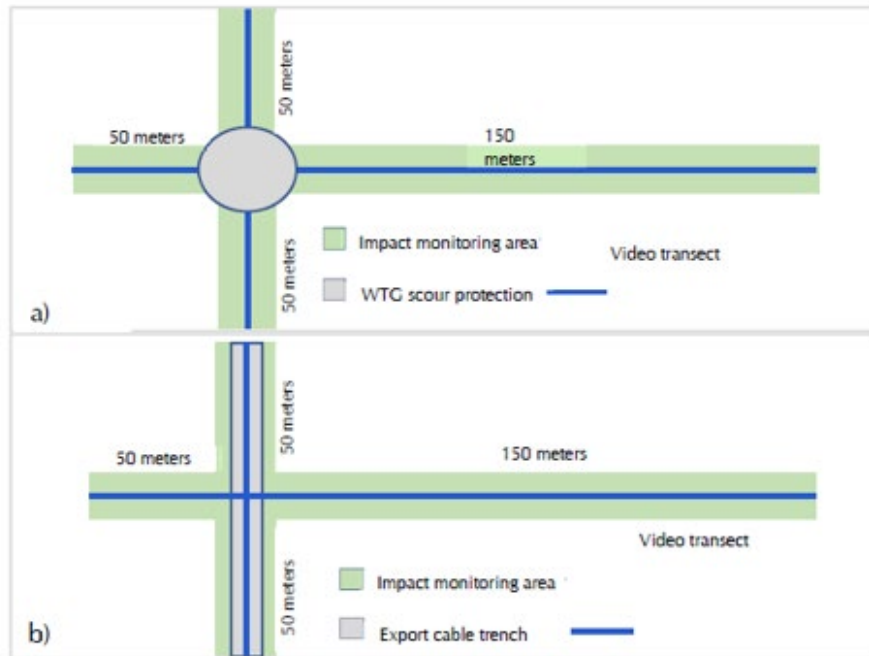 50 meters
50 meters
150
meters
50 meters
Impact monitoring area
Video transect
WTG scour protection
a)
50 meters
50 meters
150 meters
50 meters
Video transect
Impact monitoring area
Export cable trench
b)